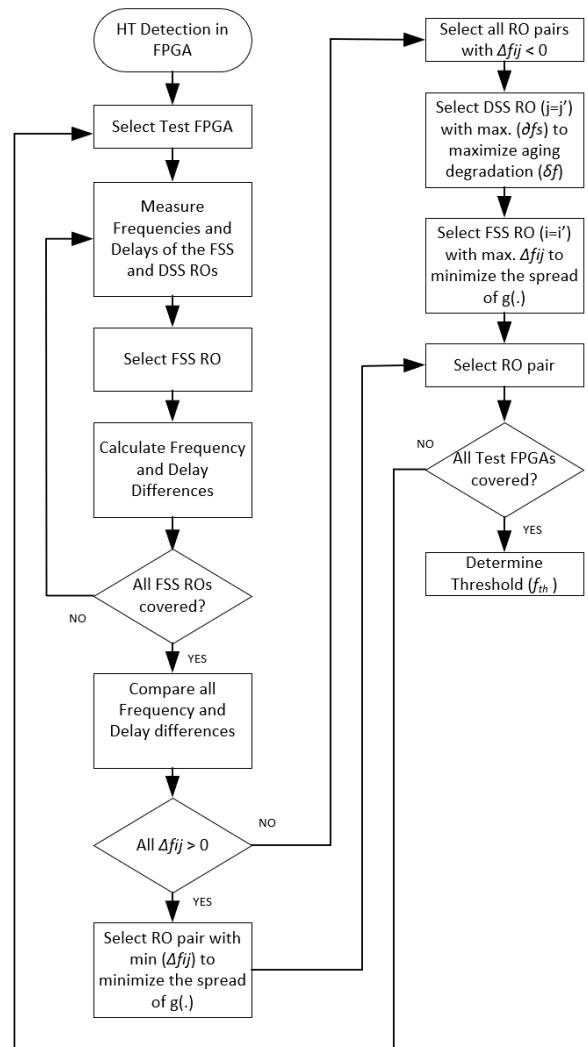 HT Detection in
FPGA
Select Test FPGA
Measure
Frequencies and
Delays of the FSS
and DSS ROs
Select FSS RO
Calculate Frequency
and Delay
Differences
All FSS ROs
covered?
NO
YES
Compare all
Frequency and
Delay differences
All Δfij > 0
NO
YES
Select RO pair with
min (Δfij) to
minimize the spread
of g(.)
Select all RO pairs
with Δfij < 0
Select DSS RO (j=j’)
with max. (∂fs) to
maximize aging
degradation (δf)
Select FSS RO (i=i’)
with max. Δfij to
minimize the spread
of g(.)
Select RO pair
NO
All Test FPGAs
covered?
YES
Determine
Threshold (fth )